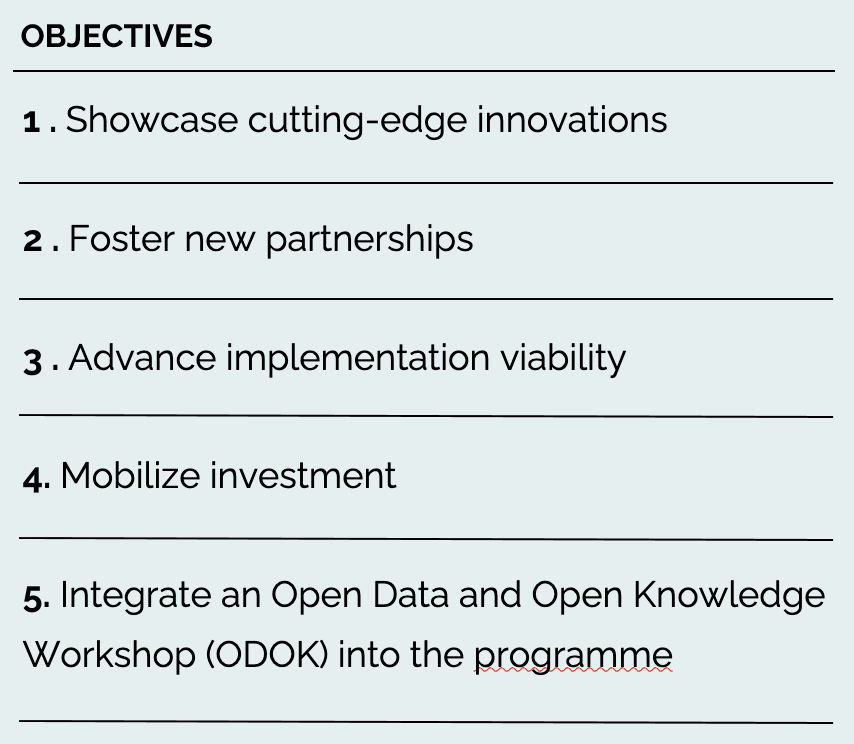 OBJECTIVES
1 . Showcase cutting-edge innovations
2 . Foster new partnerships
3 . Advance implementation viability
4. Mobilize investment
5. Integrate an Open Data and Open Knowledge
Workshop (ODOK) into the programme